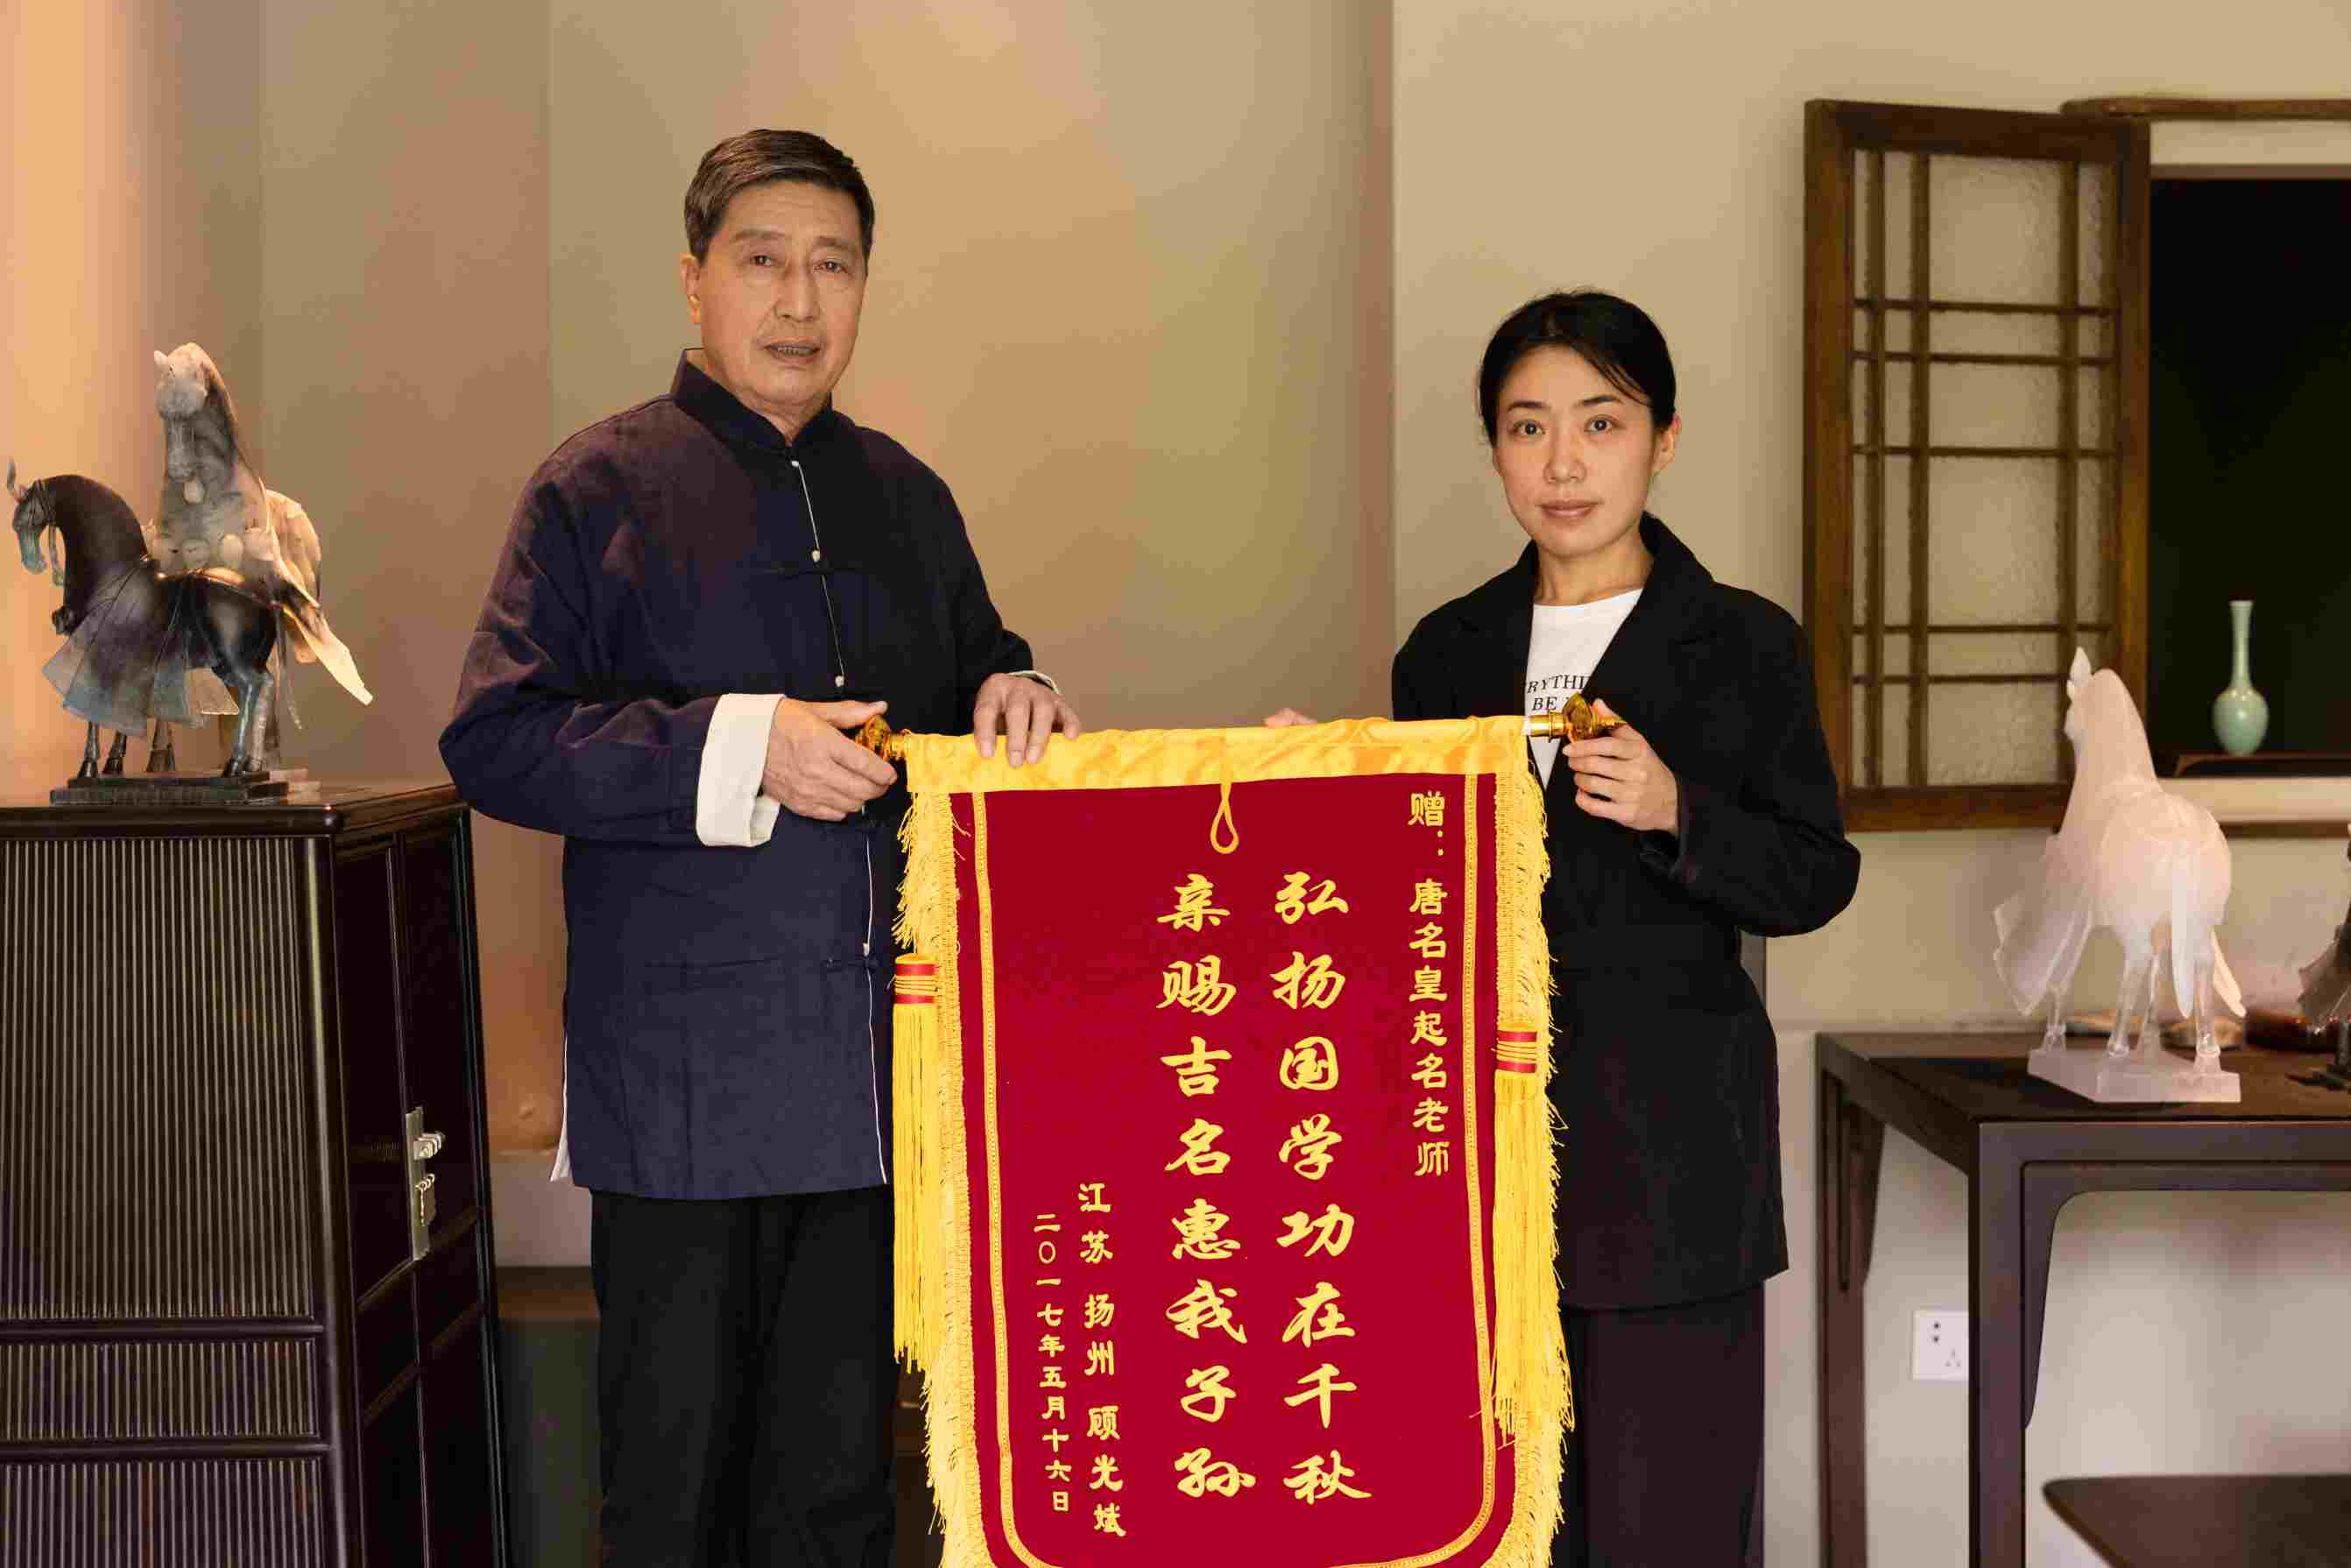 赠：唐名皇起名老师
弘扬国学功在千秋
亲赐吉名惠我子孙
江苏 扬州 顾光斌
二〇一七年五月十六日
RYTHI
BE